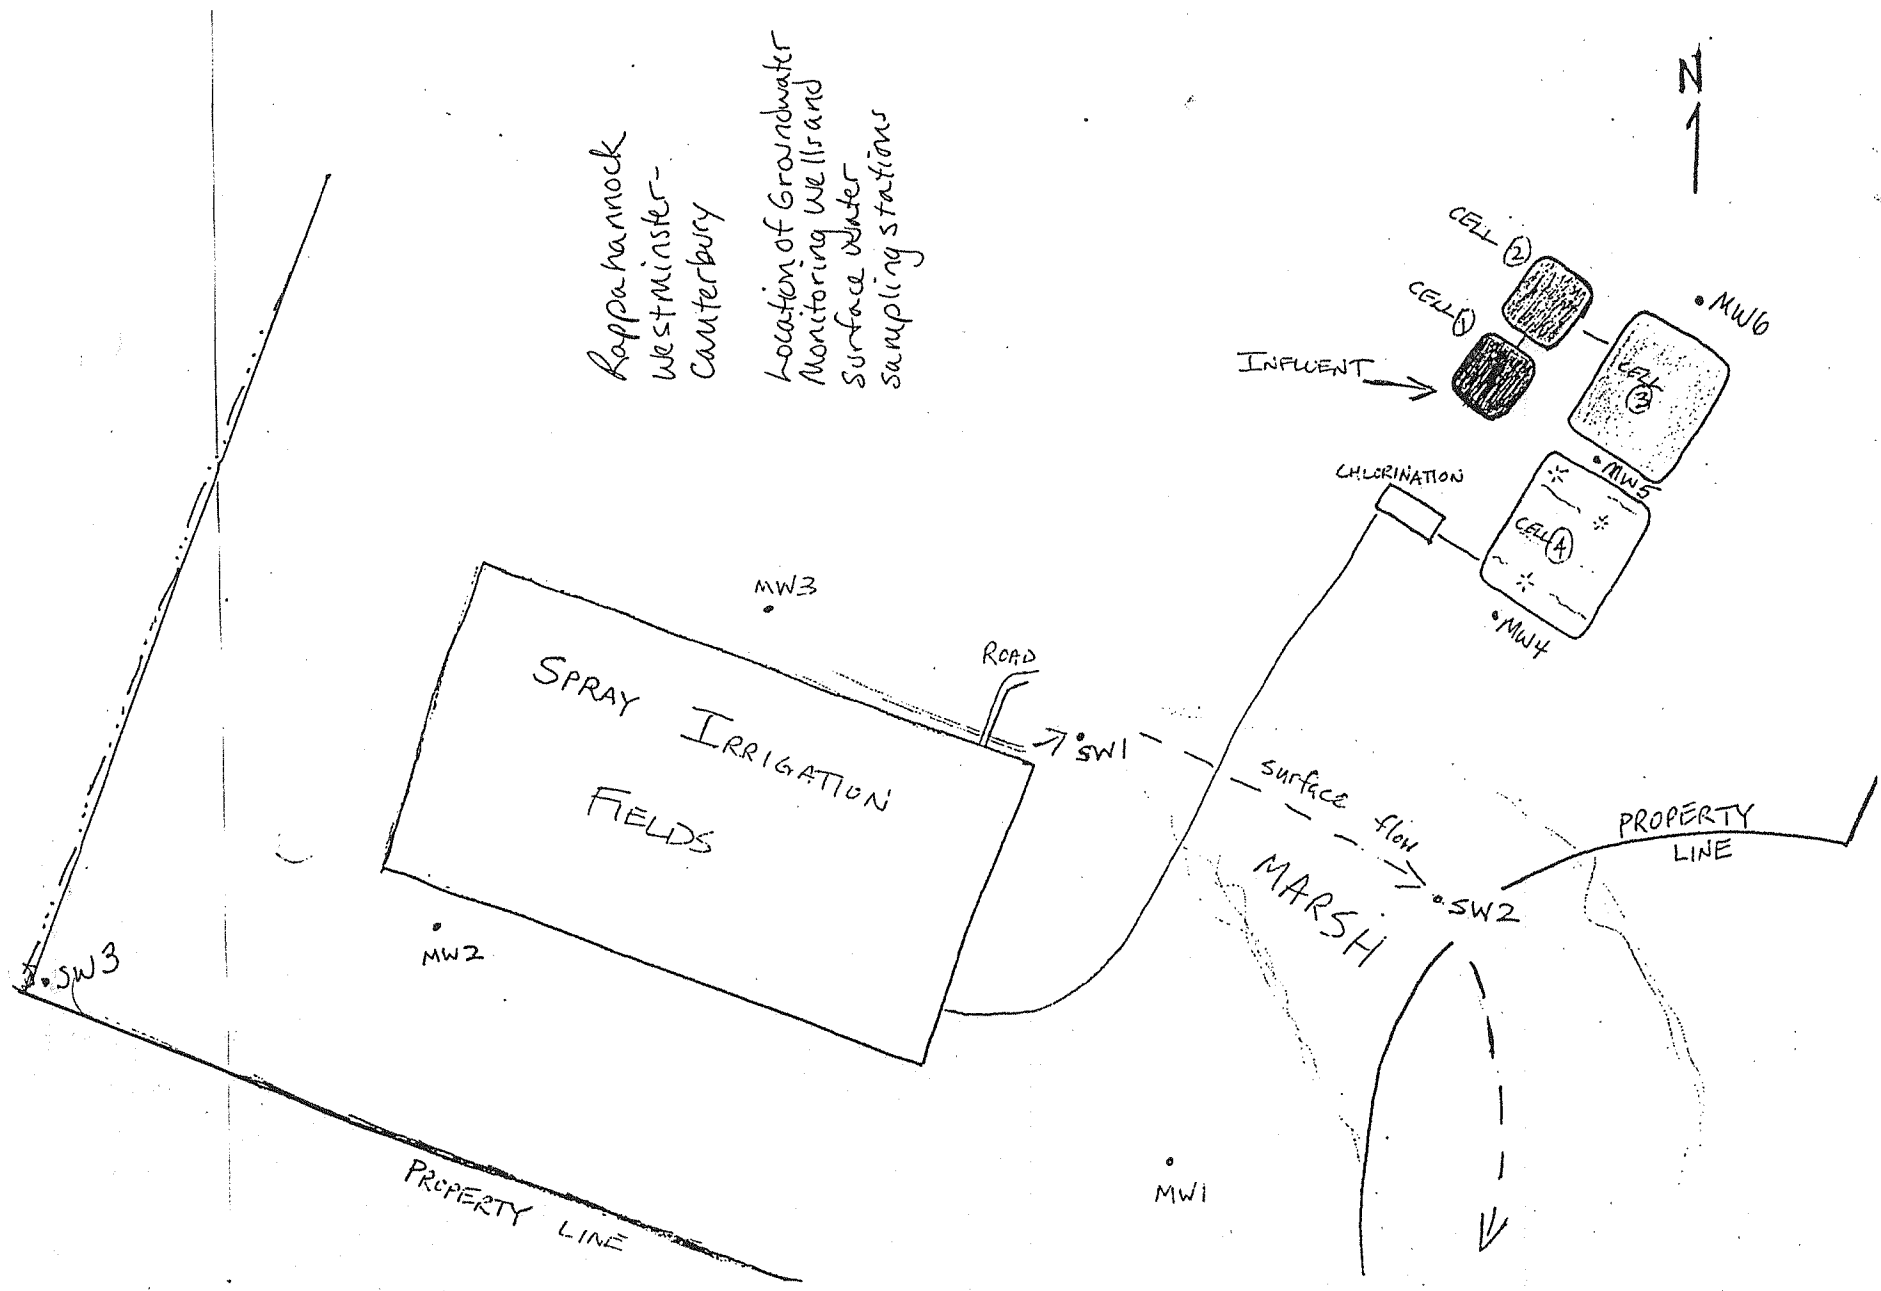 Rappahannock
Westminster-
Canterbury
Location of Groundwater
Monitoring Wells and
Surface water
sampling stations
N
CELL 2
CELL 1
MW6
INFLUENT
CELL
3
CHLORINATION
MW5
CELL 4
MW3
MW4
ROAD
SPRAY IRRIGATION
FIELDS
SW1
surface flow
PROPERTY
LINE
MARSH
SW2
MW2
SW3
MW1
PROPERTY LINE